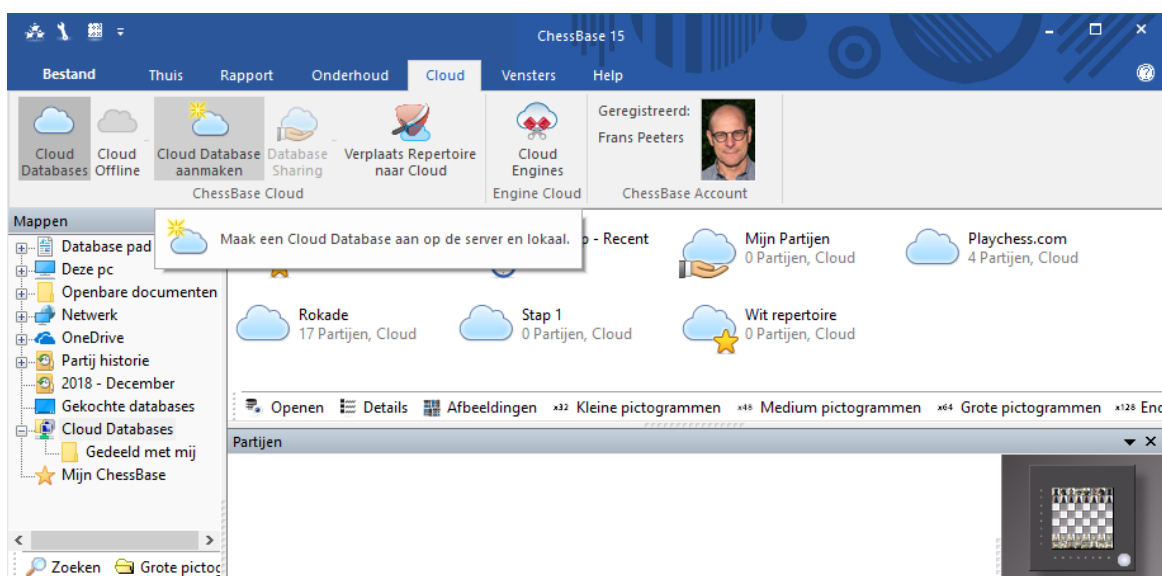 ChessBase 15
Bestand Thuis Rapport Onderhoud Cloud Vensters Help
Cloud Databases
Cloud Offline
Cloud Database aanmaken
Database Sharing
Verplaats Repertoire naar Cloud
ChessBase Cloud
Cloud Engines
Engine Cloud
Geregistreerd:
Frans Peeters
ChessBase Account
Mappen
Database pad
Deze pc
Openbare documenten
Netwerk
OneDrive
Partij historie
2018 - December
Gekochte databases
Cloud Databases
Gedeeld met mij
Mijn ChessBase
Zoeken Grote pictog
Maak een Cloud Database aan op de server en lokaal.
- Recent
Mijn Partijen
0 Partijen, Cloud
Playchess.com
4 Partijen, Cloud
Rokade
17 Partijen, Cloud
Stap 1
0 Partijen, Cloud
Wit repertoire
0 Partijen, Cloud
Openen Details Afbeeldingen x32 Kleine pictogrammen x48 Medium pictogrammen x64 Grote pictogrammen x128 Eno
Partijen